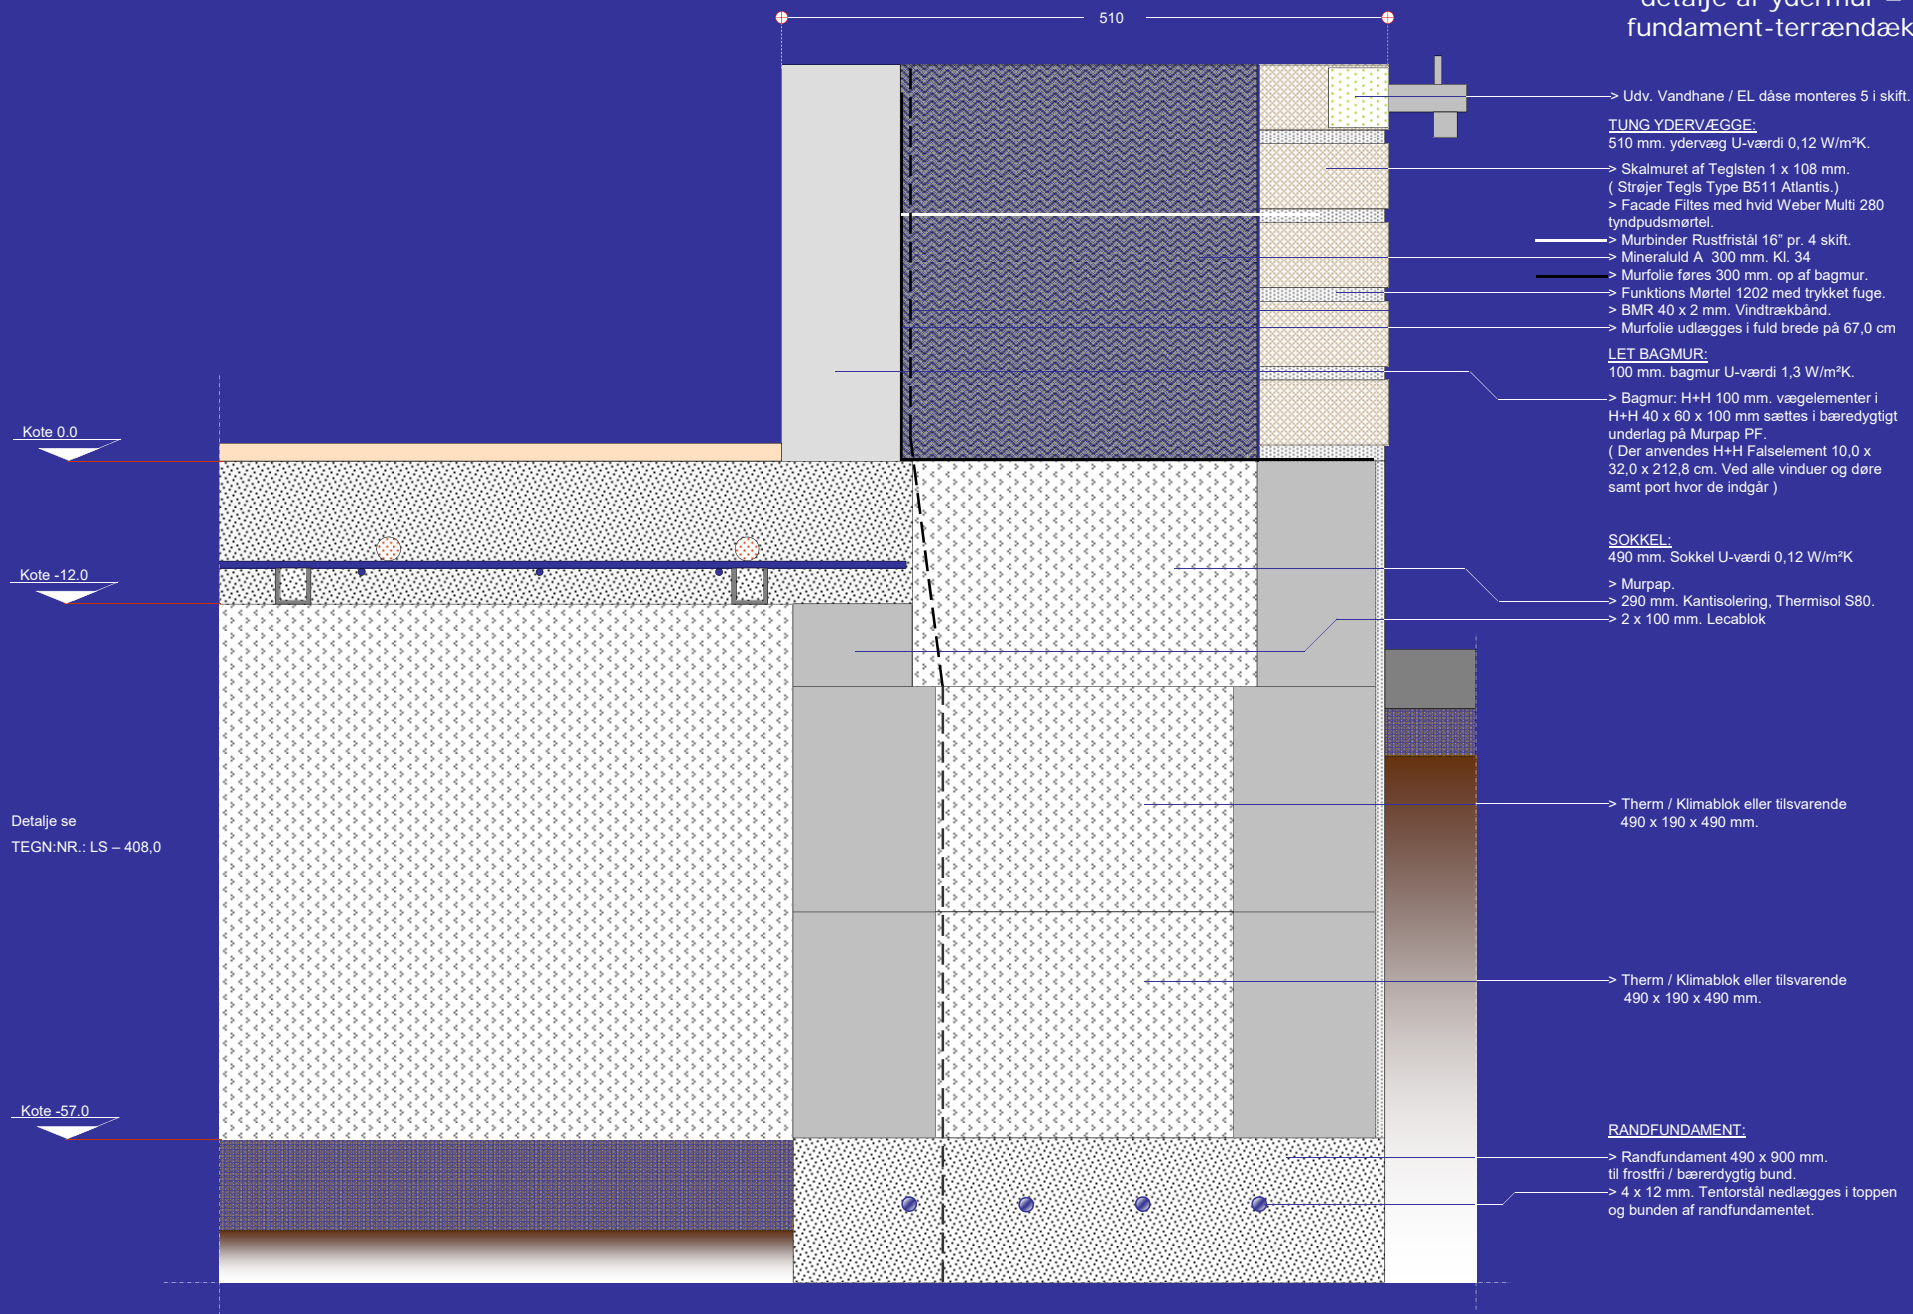 510
detalje af ydermur –
fundament-terrændæk
> Udv. Vandhane / EL dåse monteres 5 i skift.
TUNG YDERVÆGGE:
510 mm. ydervæg U-værdi 0,12 W/m²K.
> Skalmuret af Teglsten 1 x 108 mm.
( Strøjer Tegls Type B511 Atlantis.)
> Facade Filtes med hvid Weber Multi 280
tyndpudsmørtel.
> Murbinder Rustfristål 16” pr. 4 skift.
> Mineraluld A  300 mm. Kl. 34
> Murfolie føres 300 mm. op af bagmur.
> Funktions Mørtel 1202 med trykket fuge.
> BMR 40 x 2 mm. Vindtrækbånd.
> Murfolie udlægges i fuld brede på 67,0 cm
LET BAGMUR:
100 mm. bagmur U-værdi 1,3 W/m²K.
> Bagmur: H+H 100 mm. vægelementer i
H+H 40 x 60 x 100 mm sættes i bæredygtigt
underlag på Murpap PF.
( Der anvendes H+H Falselement 10,0 x
32,0 x 212,8 cm. Ved alle vinduer og døre
samt port hvor de indgår )
SOKKEL:
490 mm. Sokkel U-værdi 0,12 W/m²K
> Murpap.
> 290 mm. Kantisolering, Thermisol S80.
> 2 x 100 mm. Lecablok
> Therm / Klimablok eller tilsvarende
490 x 190 x 490 mm.
> Therm / Klimablok eller tilsvarende
490 x 190 x 490 mm.
RANDFUNDAMENT:
> Randfundament 490 x 900 mm.
til frostfri / bærerdygtig bund.
> 4 x 12 mm. Tentorstål nedlægges i toppen
og bunden af randfundamentet.
Kote 0.0
Kote -12.0
Detalje se
TEGN:NR.: LS – 408,0
Kote -57.0